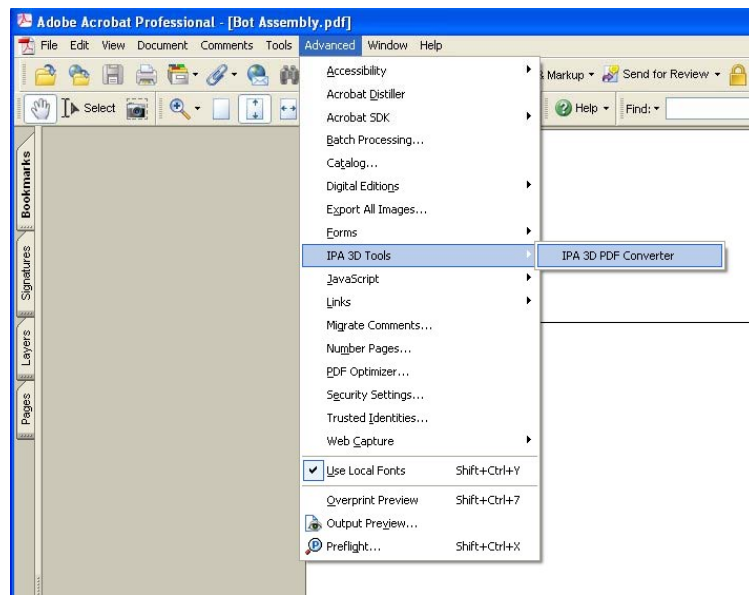 Adobe Acrobat Professional - [Bot Assembly.pdf]
File Edit View Document Comments Tools Advanced Window Help
Markup Send for Review
Select Help Find:
Accessibility
Acrobat Distiller
Acrobat SDK
Batch Processing...
Catalog...
Digital Editions
Export All Images...
Forms
IPA 3D Tools IPA 3D PDF Converter
JavaScript
Links
Migrate Comments...
Number Pages...
PDF Optimizer...
Security Settings...
Trusted Identities...
Web Capture
Use Local Fonts Shift+Ctrl+Y
Overprint Preview Shift+Ctrl+7
Output Preview...
Preflight... Shift+Ctrl+X
Bookmarks
Signatures
Layers
Pages